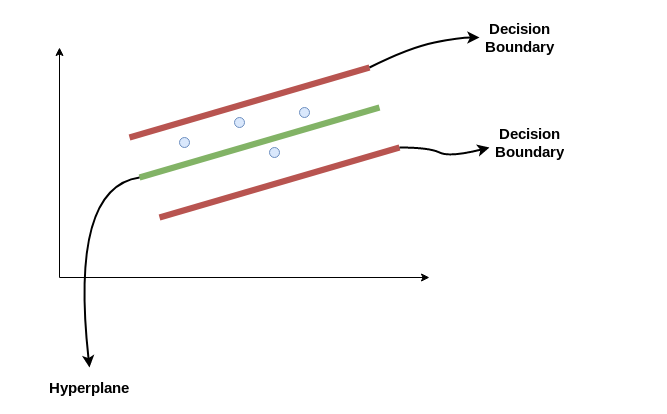 Decision
Boundary
Decision
Boundary
Hyperplane